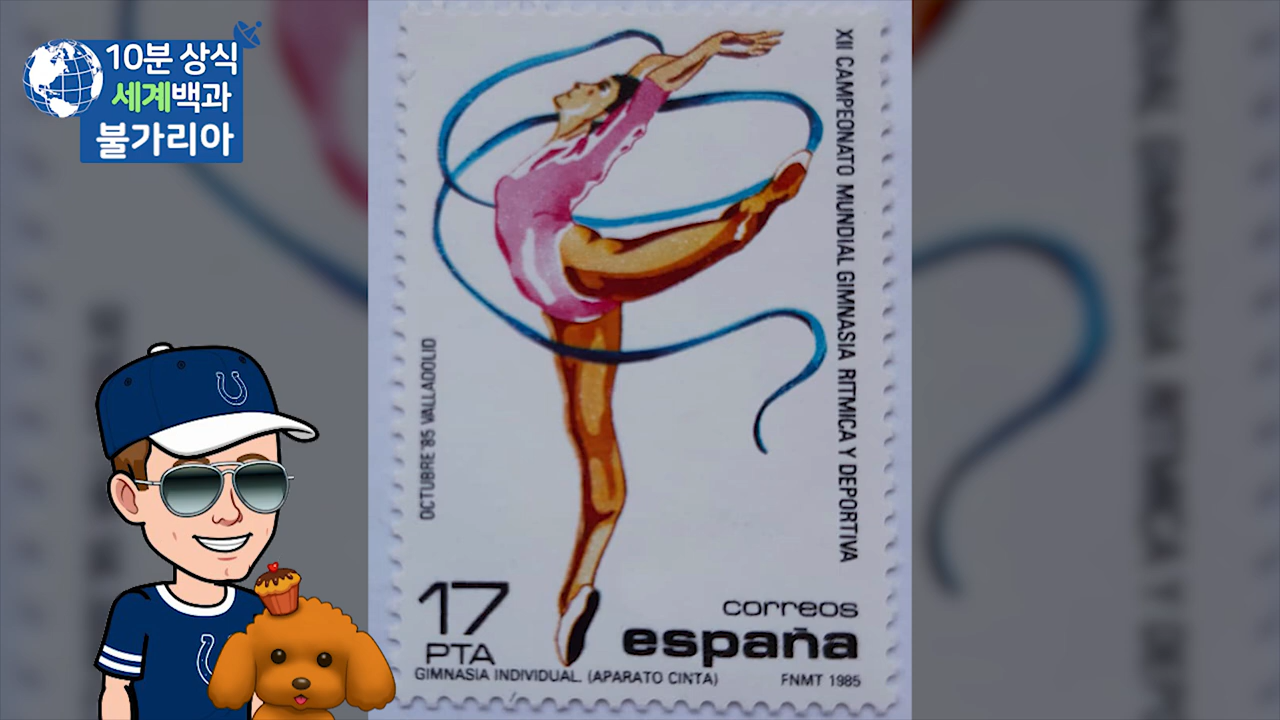 10분 상식
세계백과
불가리아
XII CAMPEONATO MUNDIAL GIMNASIA RITMICA Y DEPORTIVA
OCTUBRE '85 VALLADOLID
17
PTA
correos
españa
GIMNASIA INDIVIDUAL. (APARATO CINTA)
FNMT 1985